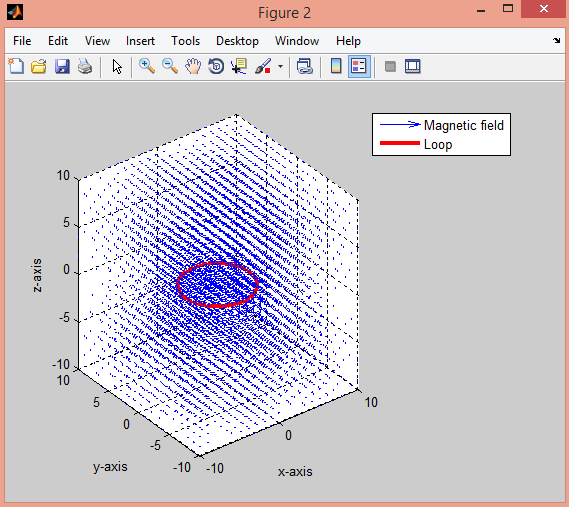 Figure 2
File Edit View Insert Tools Desktop Window Help
Magnetic field
Loop
10
5
0
-5
-10
z-axis
10
5
0
-5
-10
y-axis
-10
0
10
x-axis